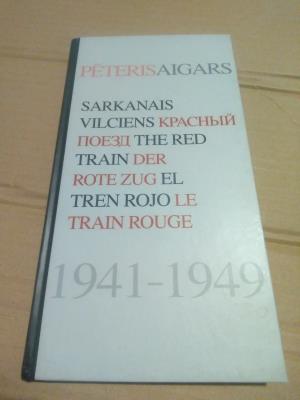 PĒTERISAIGARS
SARKANAIS
VILCIENS КРАСНЫЙ
ПОЕЗД THE RED
TRAIN DER
ROTE ZUG EL
TREN ROJO LE
TRAIN ROUGE
1941-1949